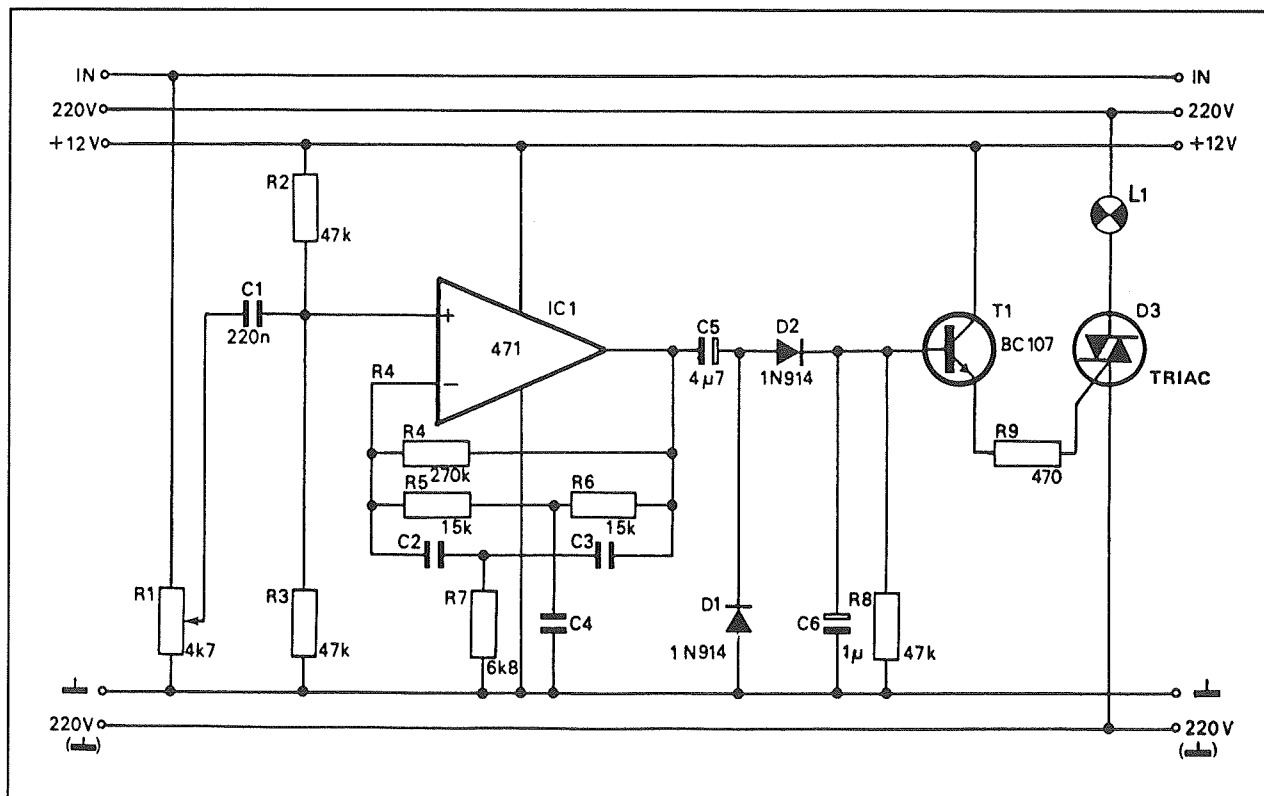 IN
IN
220V
220V
+12V
+12V
R2
47k
L1
C1
220n
IC1
+
471
−
R4
C5
4µ7
D2
1N914
T1
BC107
D3
TRIAC
R4
270k
R9
470
R5
15k
R6
15k
C2
C3
R1
4k7
R3
47k
R7
6k8
C4
D1
1N914
C6
1µ
R8
47k
220V
(⏚)
220V
(⏚)